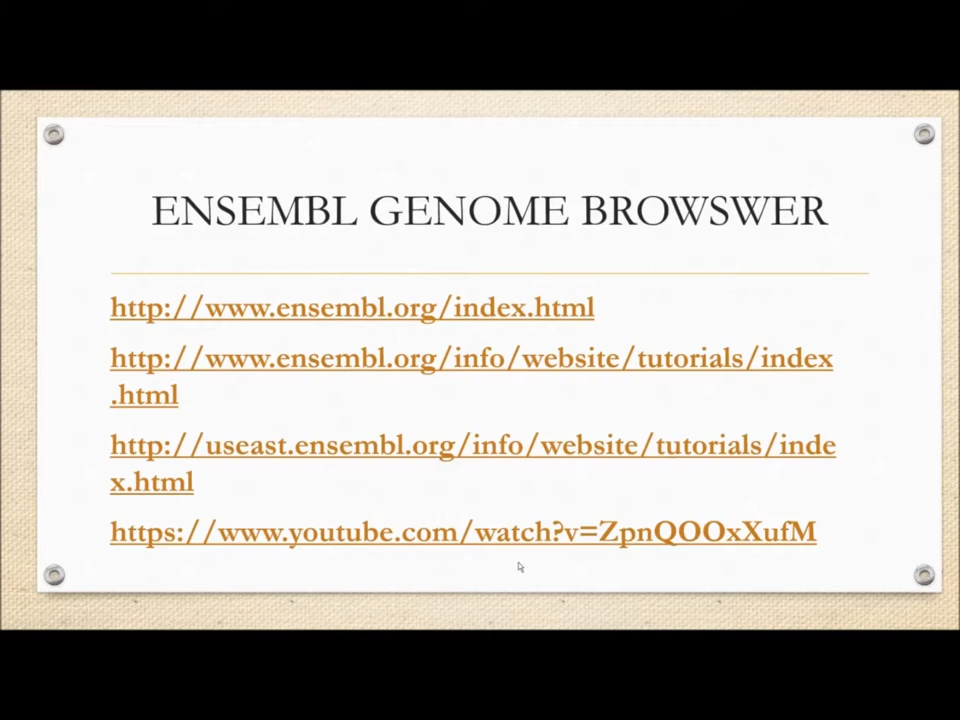 ENSEMBL GENOME BROWSWER
http://www.ensembl.org/index.html
http://www.ensembl.org/info/website/tutorials/index
.html
http://useast.ensembl.org/info/website/tutorials/inde
x.html
https://www.youtube.com/watch?v=ZpnQOOxXufM